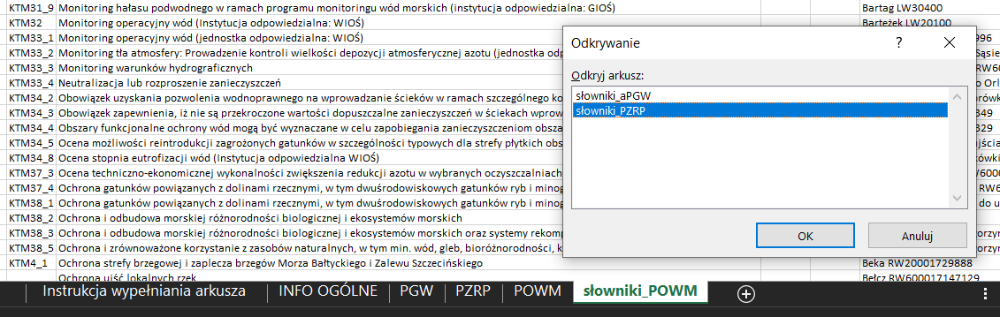 KTM31_9 Monitoring hałasu podwodnego w ramach programu monitoringu wód morskich (instytucja odpowiedzialna: GIOŚ) Bartąg LW30400
KTM32 Monitoring operacyjny wód (Instytucja odpowiedzialna: WIOŚ) Barteżek LW20100
KTM33_1 Monitoring operacyjny wód (jednostka odpowiedzialna: WIOŚ) 996
KTM33_2 Monitoring tła atmosfery: Prowadzenie kontroli wielkości depozycji atmosferycznej azotu (jednostka
KTM33_3 Monitoring warunków hydrograficznych
KTM33_4 Neutralizacja lub rozproszenie zanieczyszczeń
KTM34_2 Obowiązek uzyskania pozwolenia wodnoprawnego na wprowadzanie ścieków w ramach szczególnego
KTM34_3 Obowiązek zapewnienia, iż nie są przekroczone wartości dopuszczalne zanieczyszczeń w ściekach 349
KTM34_4 Obszary funkcjonalne ochrony wód mogą być wyznaczane w celu zapobiegania zanieczyszczeniom 329
KTM34_5 Ocena możliwości reintrodukcji zagrożonych gatunków w szczególności typowych dla strefy płytkich
KTM34_8 Ocena stopnia eutrofizacji wód (Instytucja odpowiedzialna WIOŚ)
KTM37_3 Ocena techniczno-ekonomicznej wykonalności zwiększenia redukcji azotu w wybranych oczyszczalniach
KTM37_4 Ochrona gatunków powiązanych z dolinami rzecznymi, w tym dwuśrodowiskowych gatunków ryb i
KTM38_1 Ochrona gatunków powiązanych z dolinami rzecznymi, w tym dwuśrodowiskowych gatunków ryb i do u
KTM38_2 Ochrona i odbudowa morskiej różnorodności biologicznej i ekosystemów morskich
KTM38_3 Ochrona i odbudowa morskiej różnorodności biologicznej i ekosystemów morskich oraz systemy
KTM38_5 Ochrona i zrównoważone korzystanie z zasobów naturalnych, w tym min. wód, gleb, bioróżnorodności,
KTM4_1 Ochrona strefy brzegowej i zaplecza brzegów Morza Bałtyckiego i Zalewu Szczecińskiego Beka RW20001729888
Ochrona ujść lokalnych rzek Bełcz RW600017147129
Odkrywanie ? ×
Odkryj arkusz:
słowniki_aPGW
słowniki_PZRP
OK Anuluj
Instrukcja wypełniania arkusza INFO OGÓLNE PGW PZRP POWM słowniki_POWM